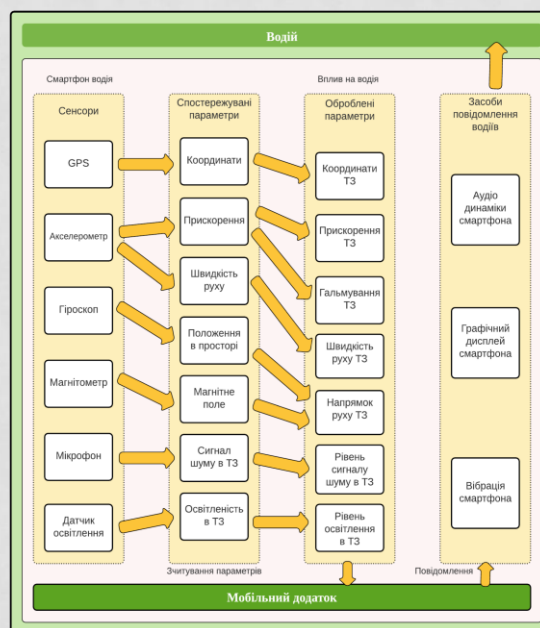 Водій
Смартфон водія
Вплив на водія
Сенсори
GPS
Акселерометр
Гіроскоп
Магнітометр
Мікрофон
Датчик
освітлення
Спостережувані
параметри
Координати
Прискорення
Швидкість
руху
Положення
в просторі
Магнітне
поле
Сигнал
шуму в ТЗ
Освітленість
в ТЗ
Оброблені
параметри
Координати
ТЗ
Прискорення
ТЗ
Гальмування
ТЗ
Швидкість
руху ТЗ
Напрямок
руху ТЗ
Рівень
сигналу
шуму в ТЗ
Рівень
освітлення
в ТЗ
Засоби
повідомлення
водіїв
Аудіо
динаміки
смартфона
Графічний
дисплей
смартфона
Вібрація
смартфона
Зчитування параметрів
Повідомлення
Мобільний додаток